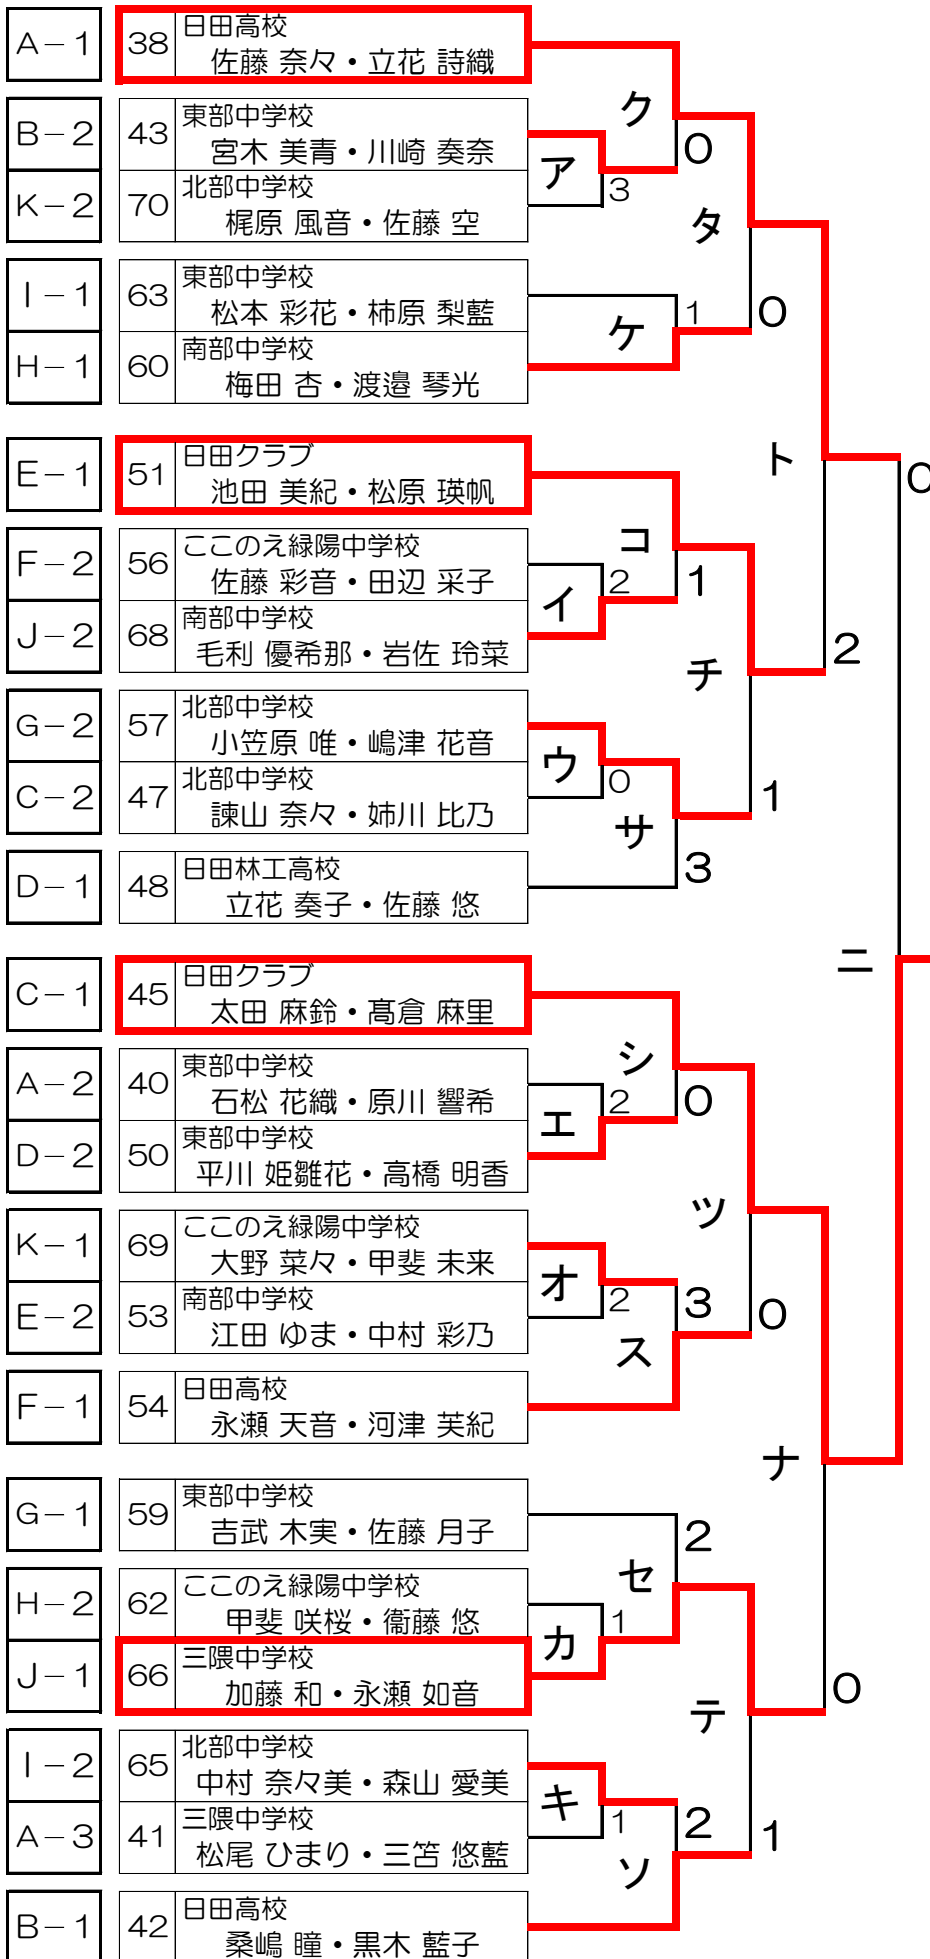 A-1 38 日田高校
佐藤 奈々・立花 詩織
ク
0
B-2 43 東部中学校
宮木 美青・川崎 奏奈
ア
3
K-2 70 北部中学校
梶原 風音・佐藤 空
タ
0
I-1 63 東部中学校
松本 彩花・柿原 梨藍
ケ
1
H-1 60 南部中学校
梅田 杏・渡邉 琴光
ト
0
E-1 51 日田クラブ
池田 美紀・松原 瑛帆
コ
1
F-2 56 ここのえ緑陽中学校
佐藤 彩音・田辺 采子
イ
2
J-2 68 南部中学校
毛利 優希那・岩佐 玲菜
チ
2
G-2 57 北部中学校
小笠原 唯・嶋津 花音
ウ
0
C-2 47 北部中学校
諌山 奈々・姉川 比乃
サ
1
3
D-1 48 日田林工高校
立花 奏子・佐藤 悠
ニ
C-1 45 日田クラブ
太田 麻鈴・髙倉 麻里
シ
0
A-2 40 東部中学校
石松 花織・原川 響希
エ
2
D-2 50 東部中学校
平川 姫雛花・高橋 明香
ツ
0
K-1 69 ここのえ緑陽中学校
大野 菜々・甲斐 未来
オ
2
3
E-2 53 南部中学校
江田 ゆま・中村 彩乃
ス
F-1 54 日田高校
永瀬 天音・河津 芙紀
ナ
G-1 59 東部中学校
吉武 木実・佐藤 月子
2
セ
H-2 62 ここのえ緑陽中学校
甲斐 咲桜・衞藤 悠
カ
1
J-1 66 三隈中学校
加藤 和・永瀬 如音
テ
0
I-2 65 北部中学校
中村 奈々美・森山 愛美
キ
1
2
1
A-3 41 三隈中学校
松尾 ひまり・三笘 悠藍
ソ
B-1 42 日田高校
桑嶋 瞳・黒木 藍子